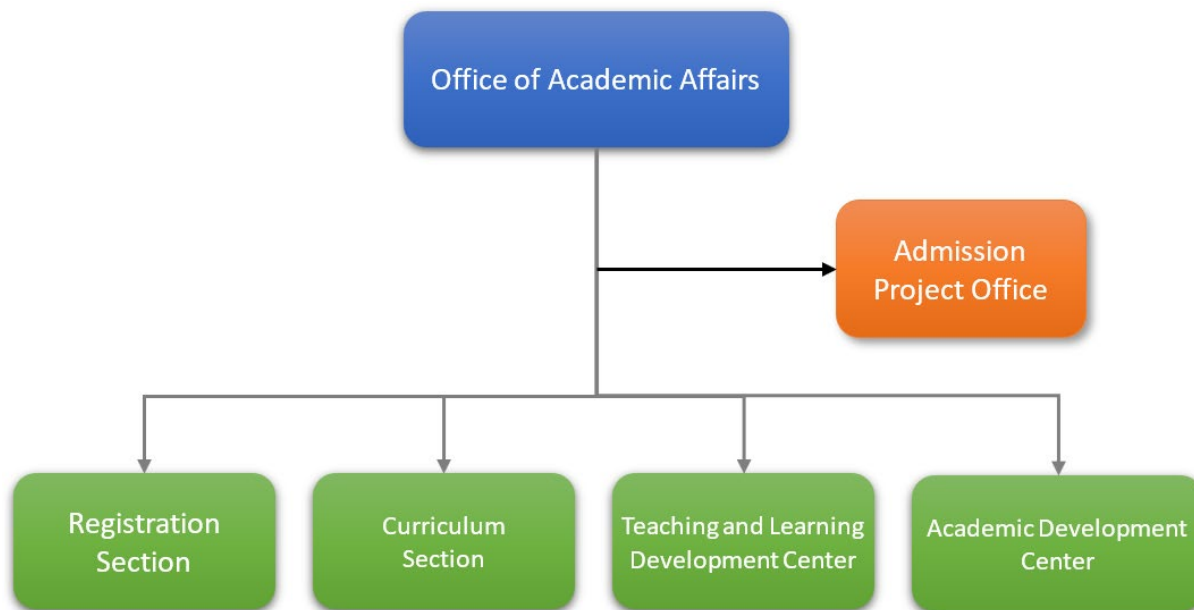 Office of Academic Affairs
Admission
Project Office
Registration
Section
Curriculum
Section
Teaching and Learning
Development Center
Academic Development
Center